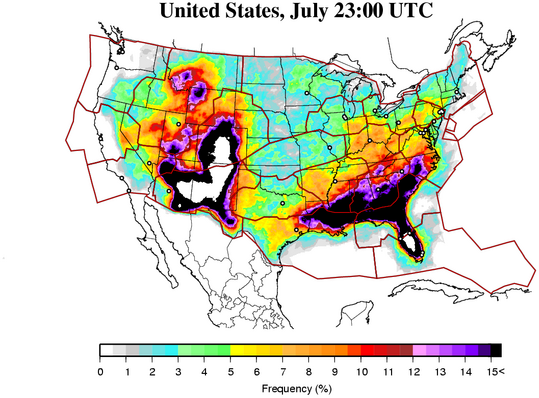 United States, July 23:00 UTC
0 1 2 3 4 5 6 7 8 9 10 11 12 13 14 15<
Frequency (%)